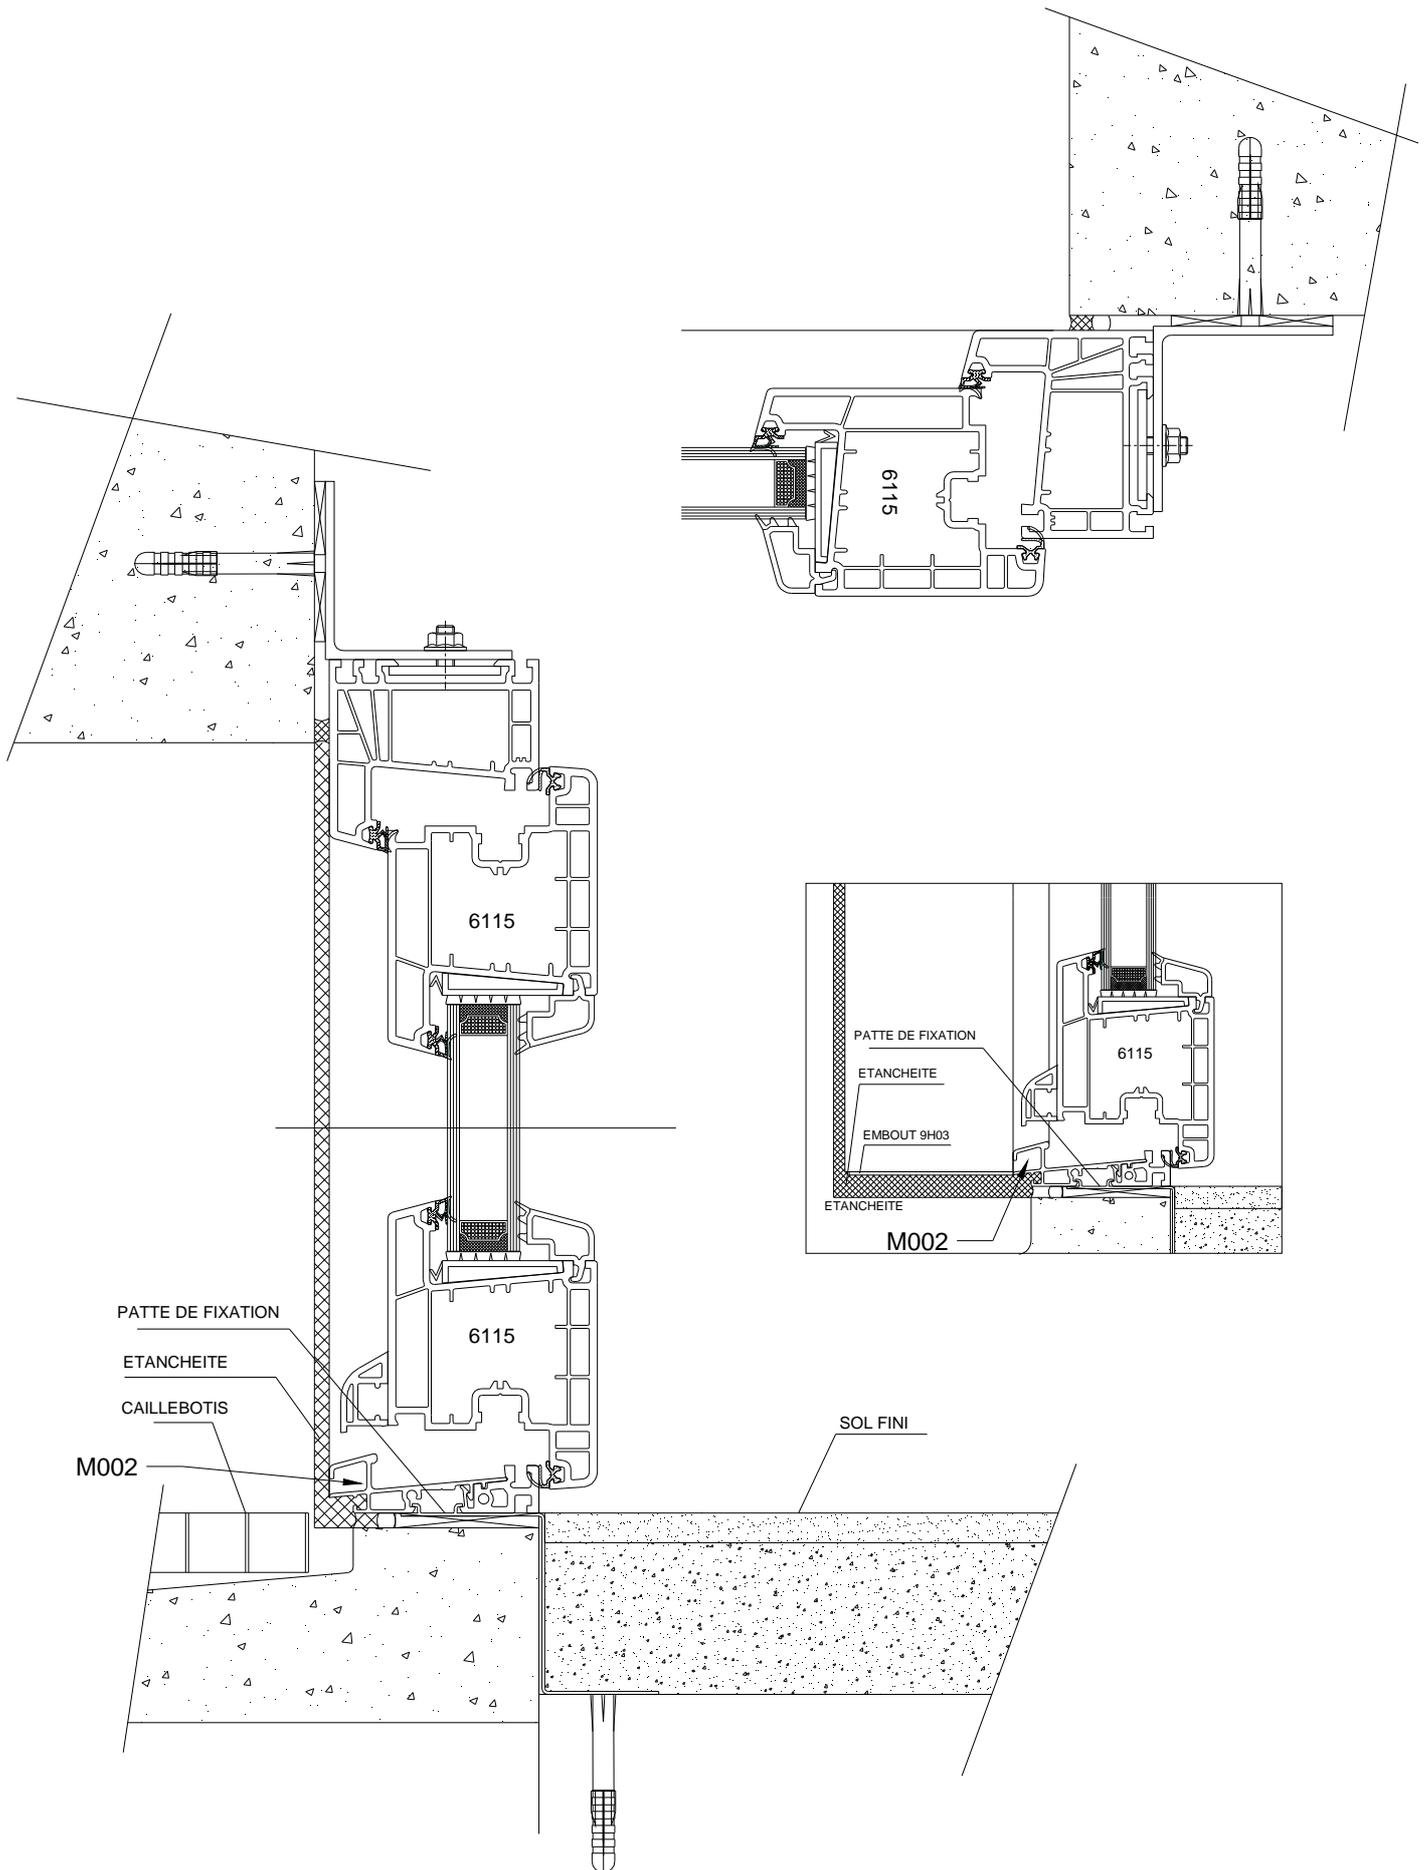 6115
6115
PATTE DE FIXATION
6115
ETANCHEITE
EMBOUT 9H03
ETANCHEITE
M002
PATTE DE FIXATION
6115
ETANCHEITE
CAILLEBOTIS
SOL FINI
M002